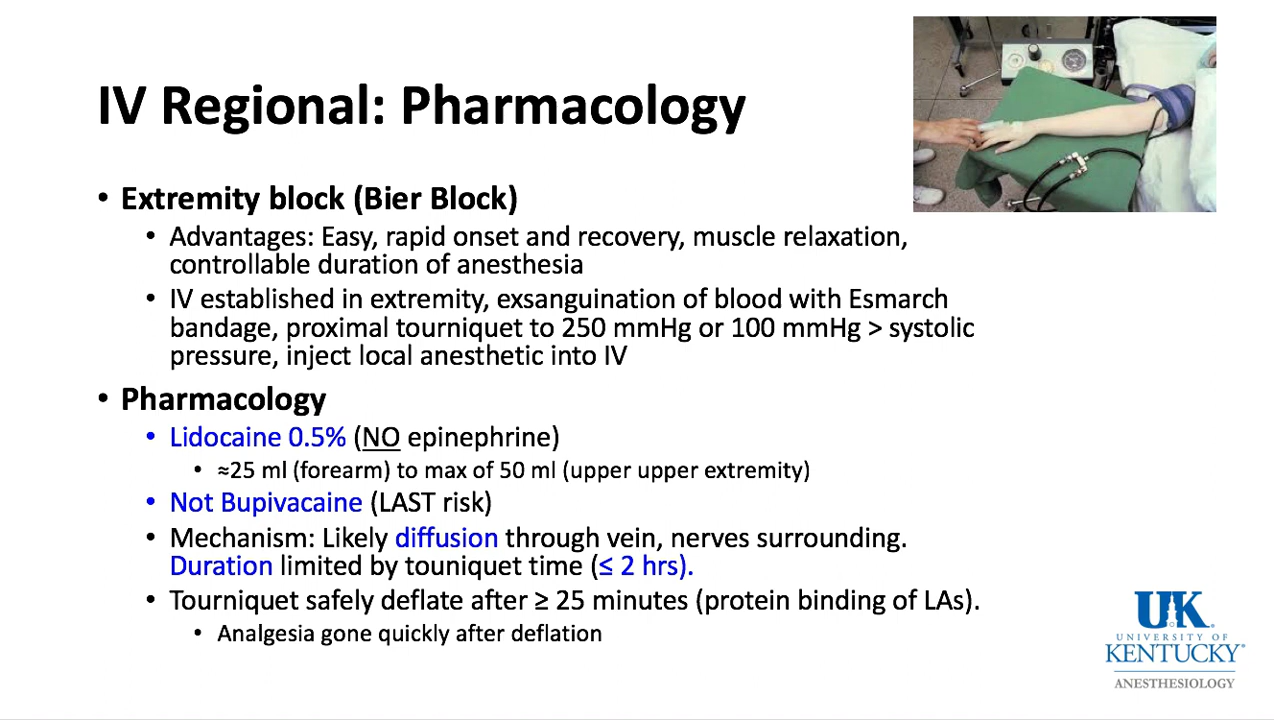 IV Regional: Pharmacology
• Extremity block (Bier Block)
• Advantages: Easy, rapid onset and recovery, muscle relaxation,
controllable duration of anesthesia
• IV established in extremity, exsanguination of blood with Esmarch
bandage, proximal tourniquet to 250 mmHg or 100 mmHg > systolic
pressure, inject local anesthetic into IV
• Pharmacology
• Lidocaine 0.5% (NO epinephrine)
• ≈25 ml (forearm) to max of 50 ml (upper upper extremity)
• Not Bupivacaine (LAST risk)
• Mechanism: Likely diffusion through vein, nerves surrounding.
Duration limited by touniquet time (≤ 2 hrs).
• Tourniquet safely deflate after ≥ 25 minutes (protein binding of LAs).
• Analgesia gone quickly after deflation
UK
UNIVERSITY OF
KENTUCKY®
ANESTHESIOLOGY